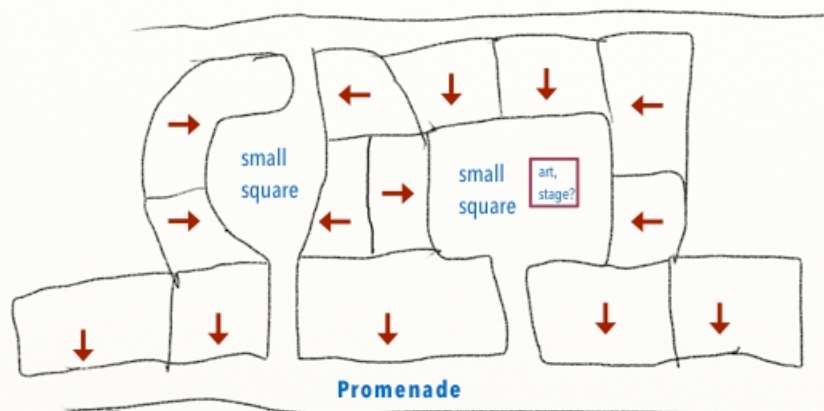 small
square
small
square
art,
stage?
Promenade